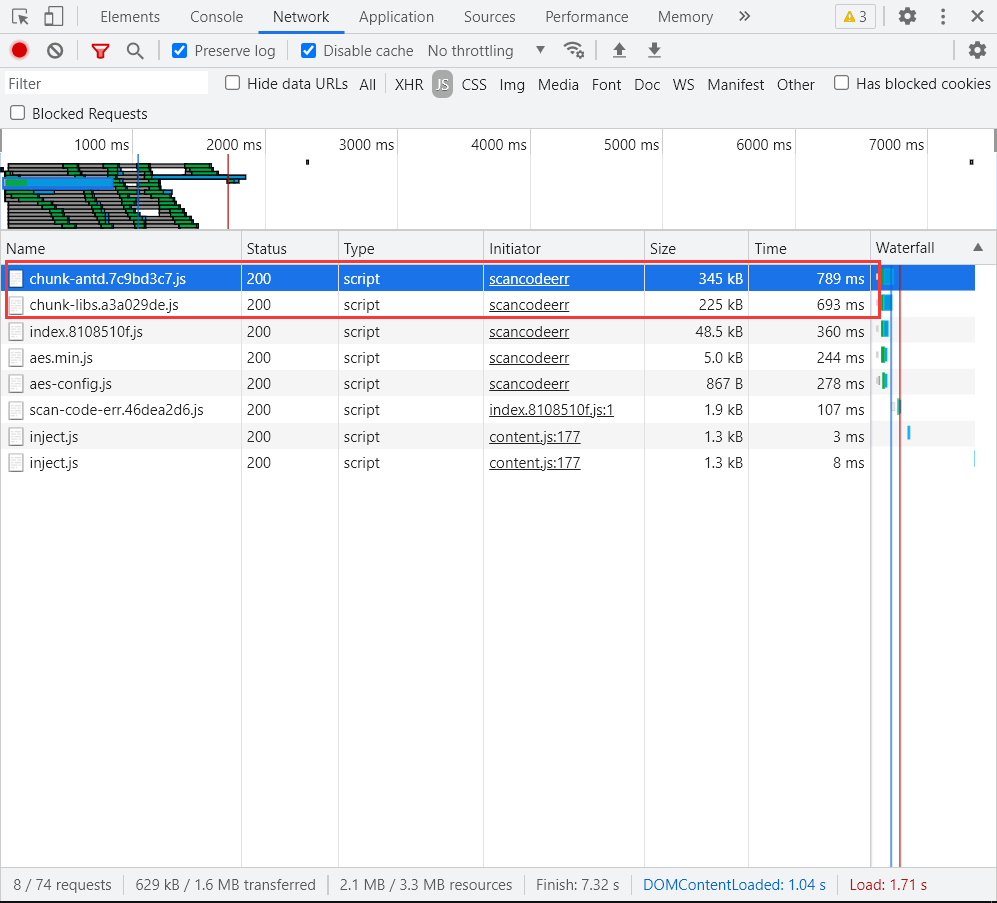 Elements Console Network Application Sources Performance Memory 3
Preserve log Disable cache No throttling
Filter Hide data URLs All XHR JS CSS Img Media Font Doc WS Manifest Other Has blocked cookies
Blocked Requests
1000 ms 2000 ms 3000 ms 4000 ms 5000 ms 6000 ms 7000 ms
Name Status Type Initiator Size Time Waterfall
chunk-antd.7c9bd3c7.js 200 script scancodeerr 345 kB 789 ms
chunk-libs.a3a029de.js 200 script scancodeerr 225 kB 693 ms
index.8108510f.js 200 script scancodeerr 48.5 kB 360 ms
aes.min.js 200 script scancodeerr 5.0 kB 244 ms
aes-config.js 200 script scancodeerr 867 B 278 ms
scan-code-err.46dea2d6.js 200 script index.8108510f.js:1 1.9 kB 107 ms
inject.js 200 script content.js:177 1.3 kB 3 ms
inject.js 200 script content.js:177 1.3 kB 8 ms
8 / 74 requests 629 kB / 1.6 MB transferred 2.1 MB / 3.3 MB resources Finish: 7.32 s DOMContentLoaded: 1.04 s Load: 1.71 s